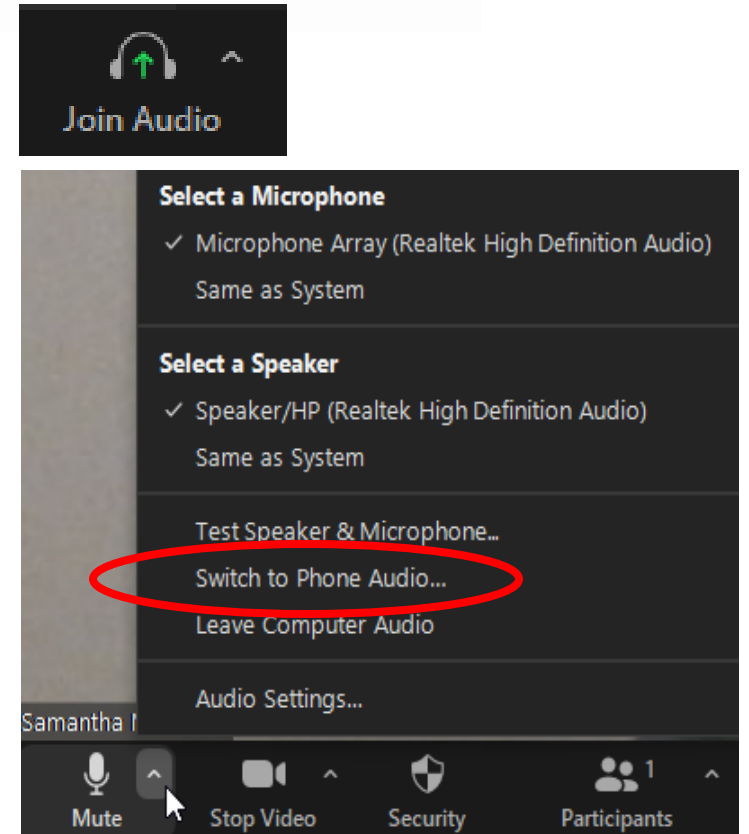 Join Audio
Select a Microphone
Microphone Array (Realtek High Definition Audio)
Same as System
Select a Speaker
Speaker/HP (Realtek High Definition Audio)
Same as System
Test Speaker & Microphone...
Switch to Phone Audio...
Leave Computer Audio
Audio Settings...
Samantha
1
Mute Stop Video Security Participants